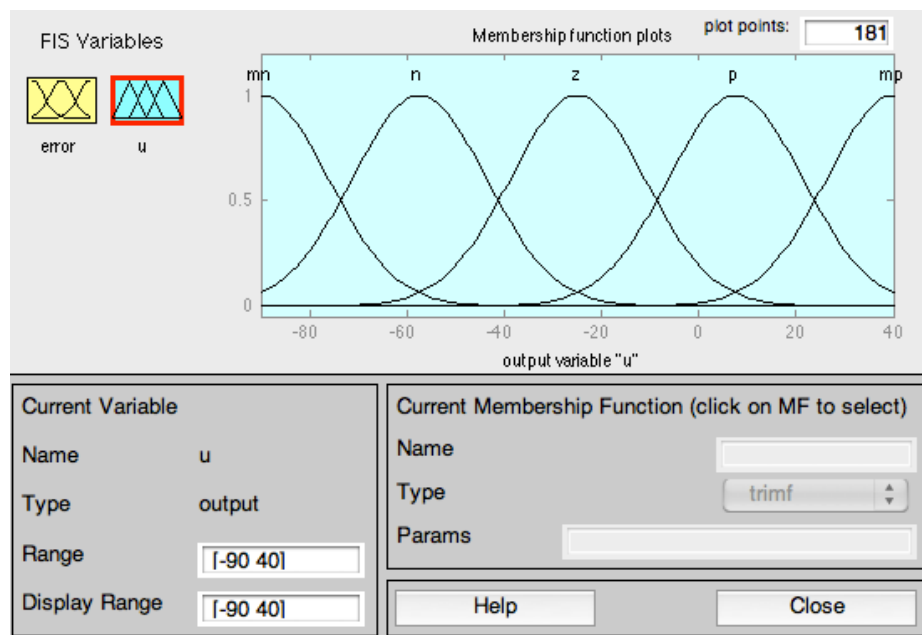 FIS Variables
Membership function plots
plot points:
181
mn n z p mp
1
0.5
0
-80 -60 -40 -20 0 20 40
output variable "u"
error u
Current Variable
Name u
Type output
Range [-90 40]
Display Range [-90 40]
Current Membership Function (click on MF to select)
Name
Type trimf
Params
Help Close